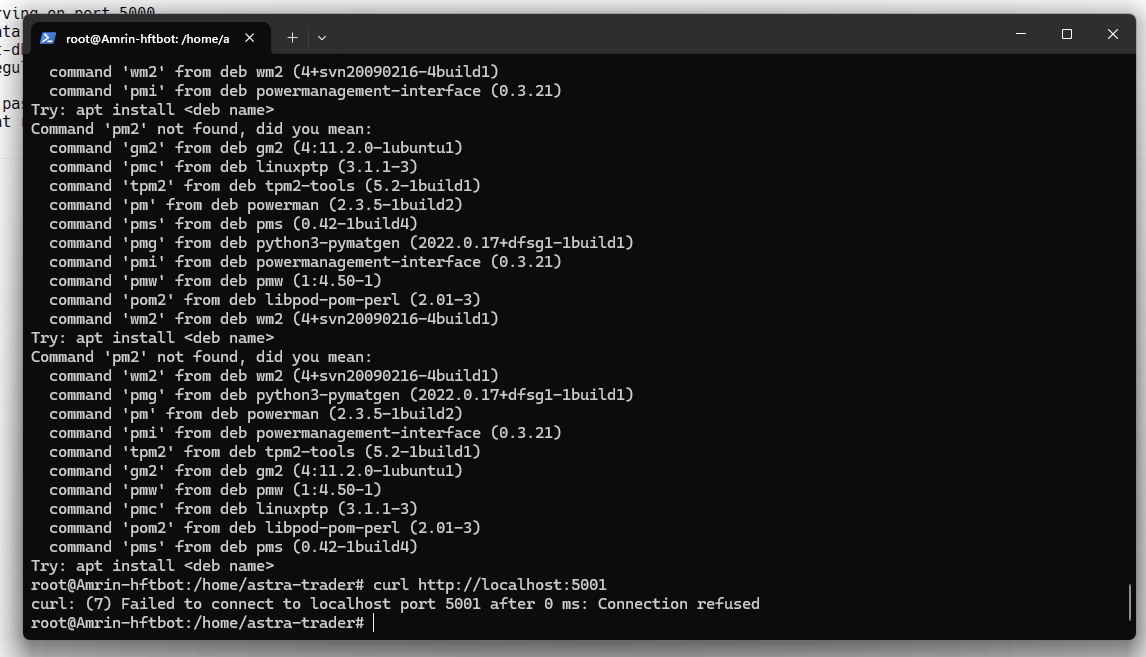 rving on port 5000
root@Amrin-hftbot: /home/a
command 'wm2' from deb wm2 (4+svn20090216-4build1)
command 'pmi' from deb powermanagement-interface (0.3.21)
Try: apt install <deb name>
Command 'pm2' not found, did you mean:
command 'gm2' from deb gm2 (4:11.2.0-1ubuntu1)
command 'pmc' from deb linuxptp (3.1.1-3)
command 'tpm2' from deb tpm2-tools (5.2-1build1)
command 'pm' from deb powerman (2.3.5-1build2)
command 'pms' from deb pms (0.42-1build4)
command 'pmg' from deb python3-pymatgen (2022.0.17+dfsg1-1build1)
command 'pmi' from deb powermanagement-interface (0.3.21)
command 'pmw' from deb pmw (1:4.50-1)
command 'pom2' from deb libpod-pom-perl (2.01-3)
command 'wm2' from deb wm2 (4+svn20090216-4build1)
Try: apt install <deb name>
Command 'pm2' not found, did you mean:
command 'wm2' from deb wm2 (4+svn20090216-4build1)
command 'pmg' from deb python3-pymatgen (2022.0.17+dfsg1-1build1)
command 'pm' from deb powerman (2.3.5-1build2)
command 'pmi' from deb powermanagement-interface (0.3.21)
command 'tpm2' from deb tpm2-tools (5.2-1build1)
command 'gm2' from deb gm2 (4:11.2.0-1ubuntu1)
command 'pmw' from deb pmw (1:4.50-1)
command 'pmc' from deb linuxptp (3.1.1-3)
command 'pom2' from deb libpod-pom-perl (2.01-3)
command 'pms' from deb pms (0.42-1build4)
Try: apt install <deb name>
root@Amrin-hftbot:/home/astra-trader# curl http://localhost:5001
curl: (7) Failed to connect to localhost port 5001 after 0 ms: Connection refused
root@Amrin-hftbot:/home/astra-trader#